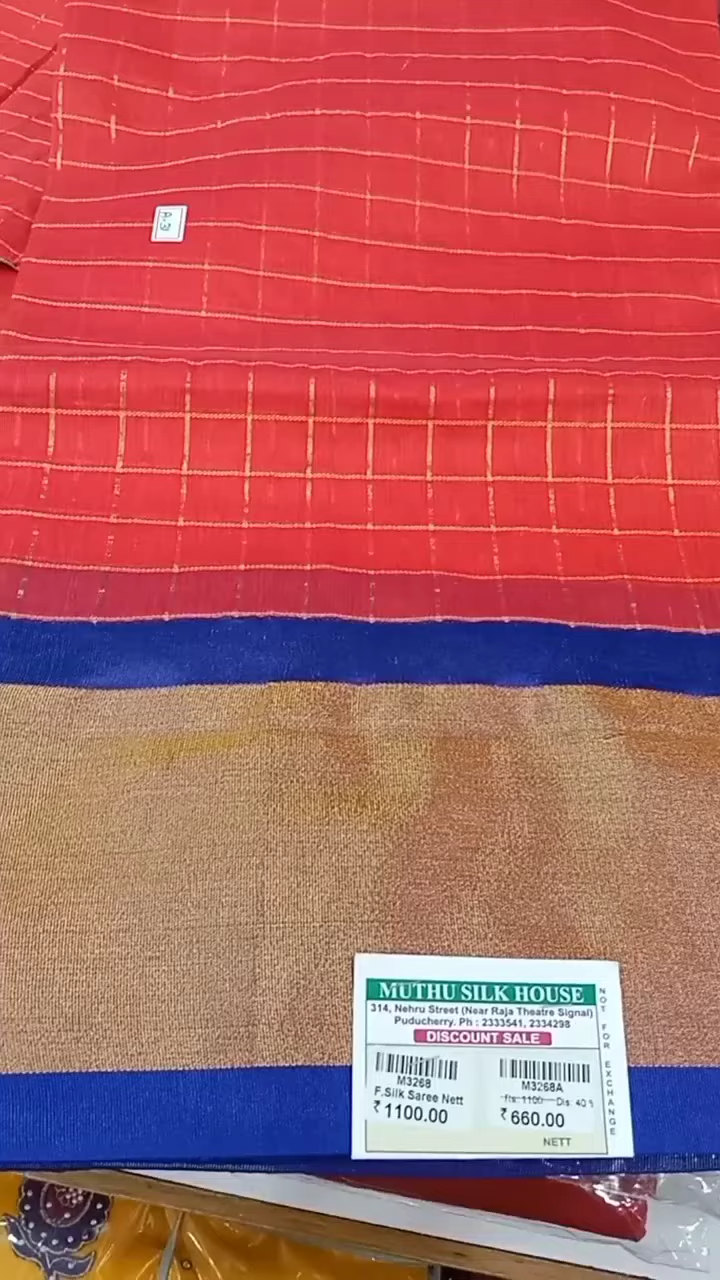 A-31
MUTHU SILK HOUSE
314, Nehru Street (Near Raja Theatre Signal)
Puducherry. Ph : 2333541, 2334298
DISCOUNT SALE
M3268
F.Silk Saree Nett
₹1100.00
M3268A
Rs: 1100 Dis: 40
₹660.00
NETT
NOT FOR EXCHANGE